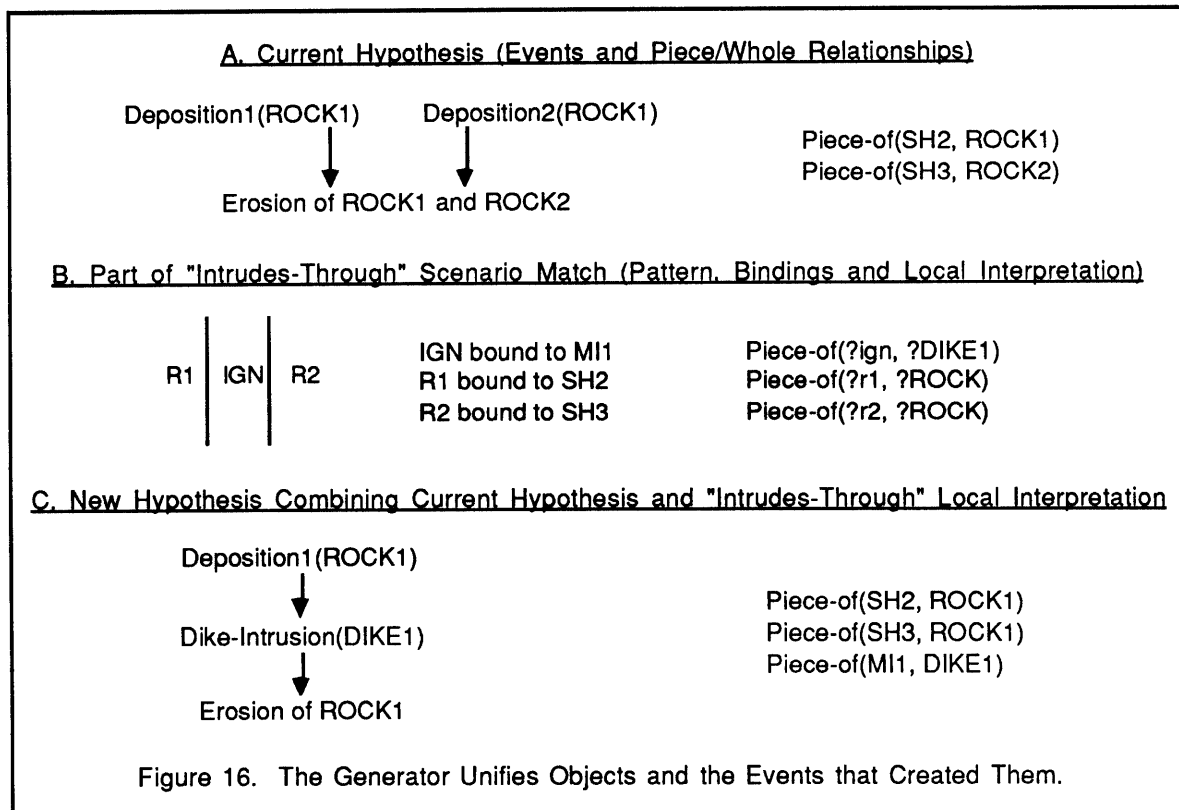 A. Current Hypothesis (Events and Piece/Whole Relationships)
Deposition1(ROCK1) Deposition2(ROCK1)
Piece-of(SH2, ROCK1)
Piece-of(SH3, ROCK2)
Erosion of ROCK1 and ROCK2
B. Part of "Intrudes-Through" Scenario Match (Pattern, Bindings and Local Interpretation)
R1 IGN R2
IGN bound to MI1
R1 bound to SH2
R2 bound to SH3
Piece-of(?ign, ?DIKE1)
Piece-of(?r1, ?ROCK)
Piece-of(?r2, ?ROCK)
C. New Hypothesis Combining Current Hypothesis and "Intrudes-Through" Local Interpretation
Deposition1(ROCK1)
Dike-Intrusion(DIKE1)
Erosion of ROCK1
Piece-of(SH2, ROCK1)
Piece-of(SH3, ROCK1)
Piece-of(MI1, DIKE1)
Figure 16. The Generator Unifies Objects and the Events that Created Them.